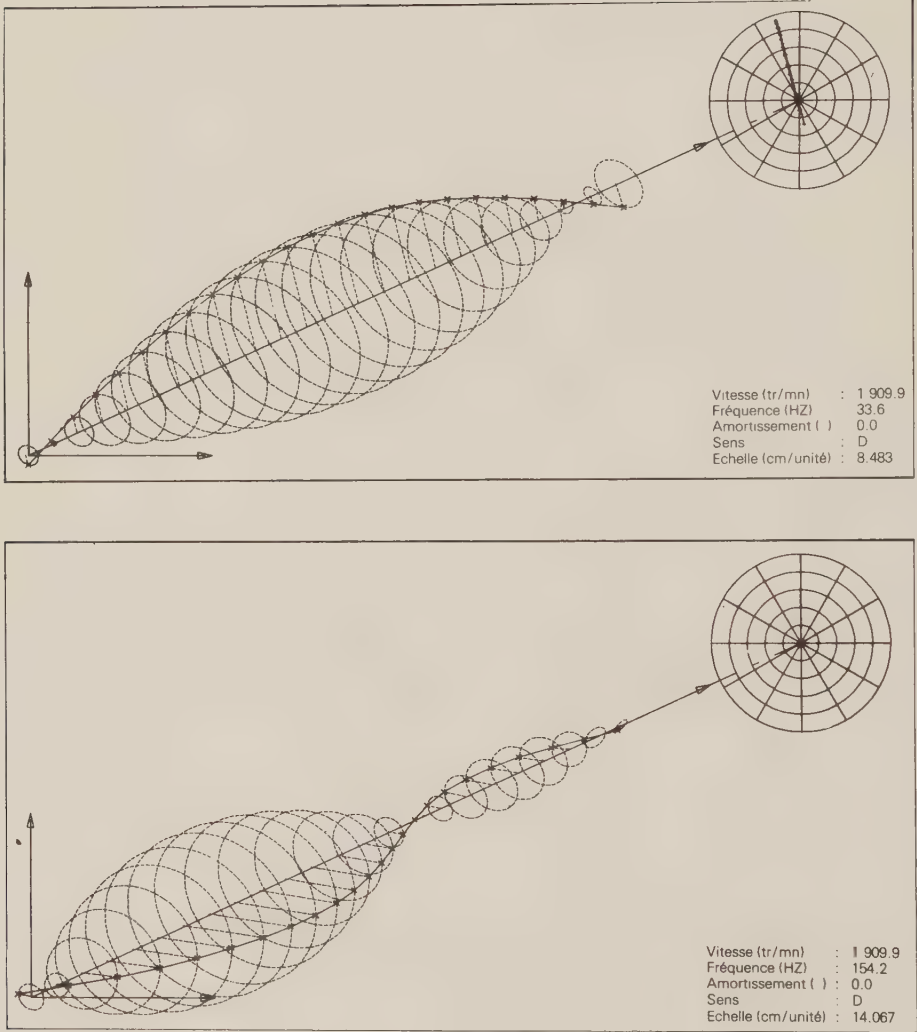 Vitesse (tr/mn) : 1 909.9
Fréquence (HZ) 33.6
Amortissement ( ) 0.0
Sens : D
Echelle (cm/unité) : 8.483
Vitesse (tr/mn) : 1 909.9
Fréquence (HZ) : 154.2
Amortissement ( ) : 0.0
Sens : D
Echelle (cm/unité) : 14.067